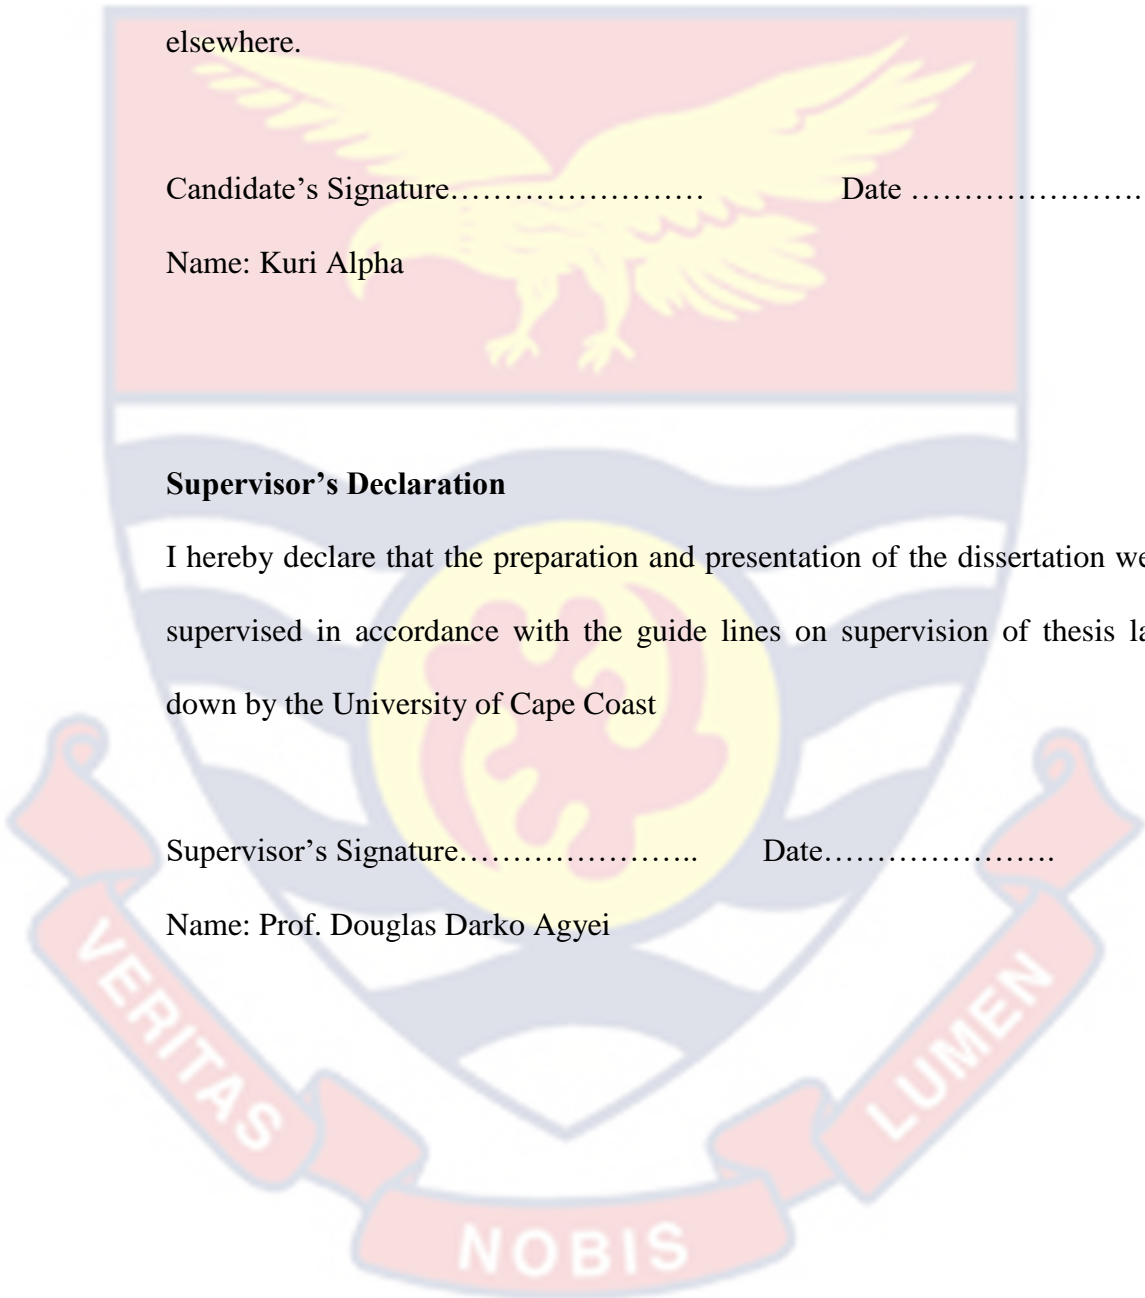 elsewhere.
Candidate’s Signature…………………… Date ………………….
Name: Kuri Alpha
Supervisor’s Declaration
I hereby declare that the preparation and presentation of the dissertation
supervised in accordance with the guide lines on supervision of thesis
down by the University of Cape Coast
Supervisor’s Signature………………….. Date………………….
Name: Prof. Douglas Darko Agyei
VERITAS
NOBIS
LUMEN